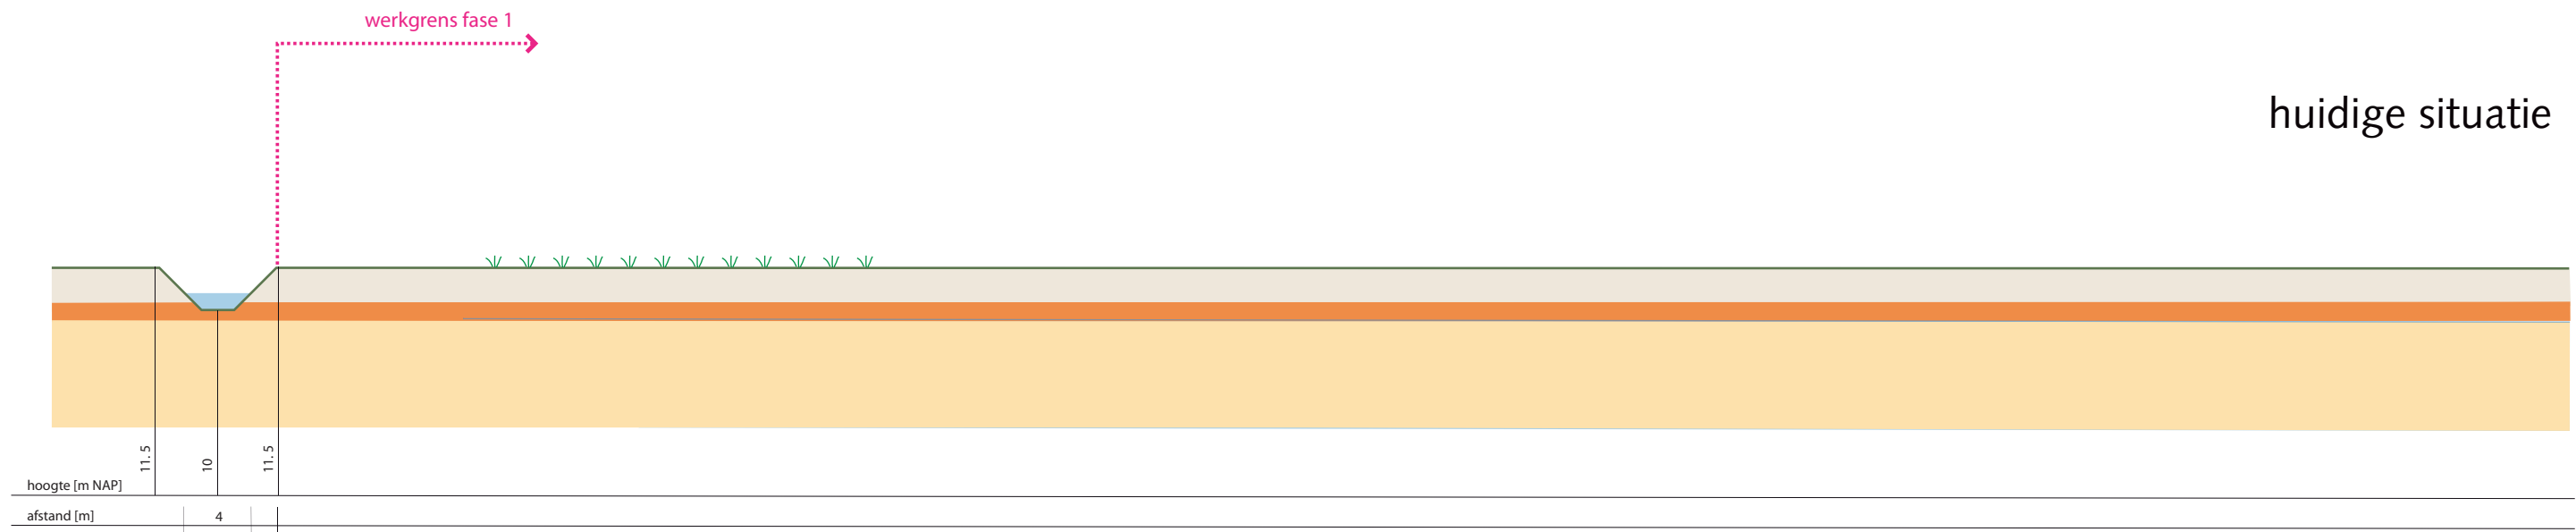 werkgrens fase 1
huidige situatie
11.5
10
11.5
hoogte [m NAP]
afstand [m]
4